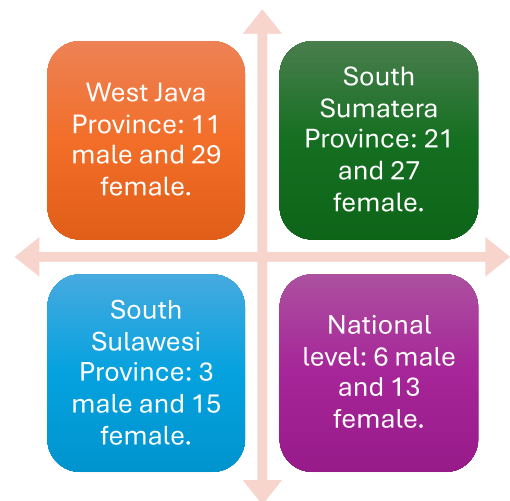 West Java
Province: 11
male and 29
female.
South
Sumatera
Province: 21
and 27
female.
South
Sulawesi
Province: 3
male and 15
female.
National
level: 6 male
and 13
female.